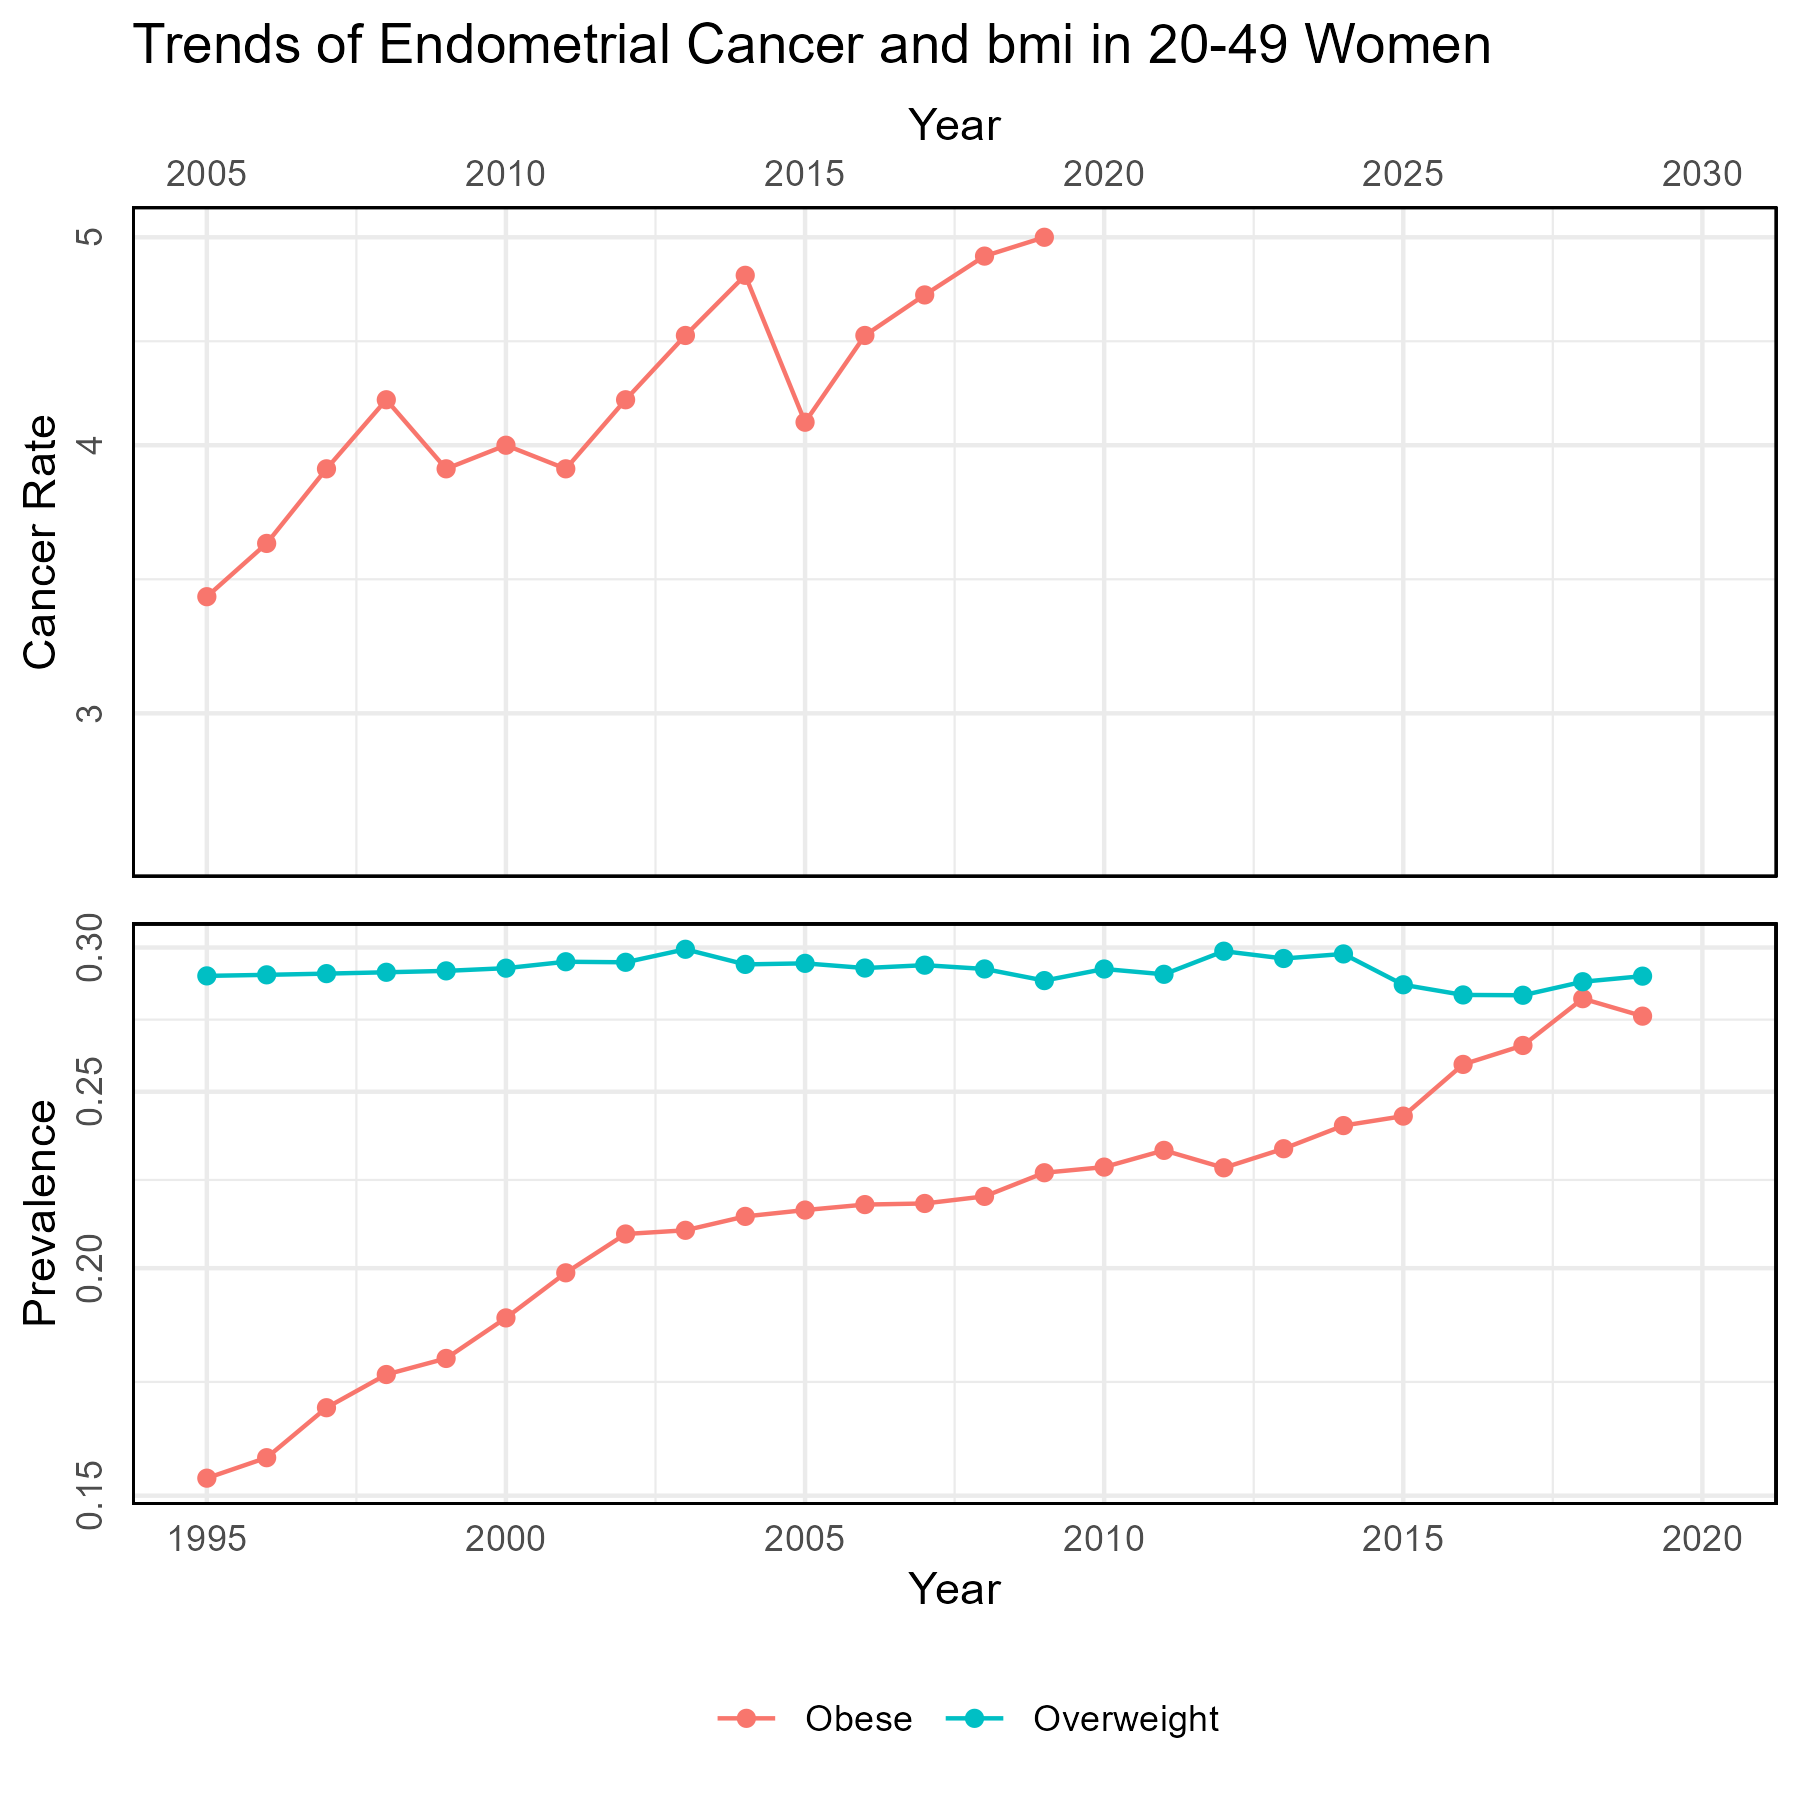 Trends of Endometrial Cancer and bmi in 20-49 Women
Year
2005 2010 2015 2020 2025 2030
5
4
3
Cancer Rate
0.30
0.25
0.20
0.15
Prevalence
1995 2000 2005 2010 2015 2020
Year
Obese Overweight